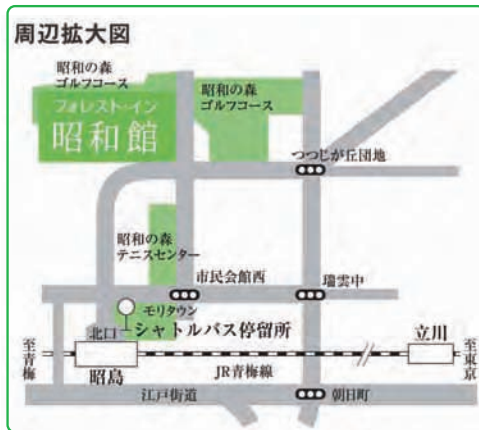 周辺拡大図
昭和の森
ゴルフコース
昭和の森
ゴルフコース
フォレスト・イン
昭和館
つつじが丘団地
昭和の森
テニスセンター
市民会館西
瑞雲中
モリタウン
北口
シャトルバス停留所
至青梅
昭島
JR青梅線
立川
至東京
江戸街道
朝日町